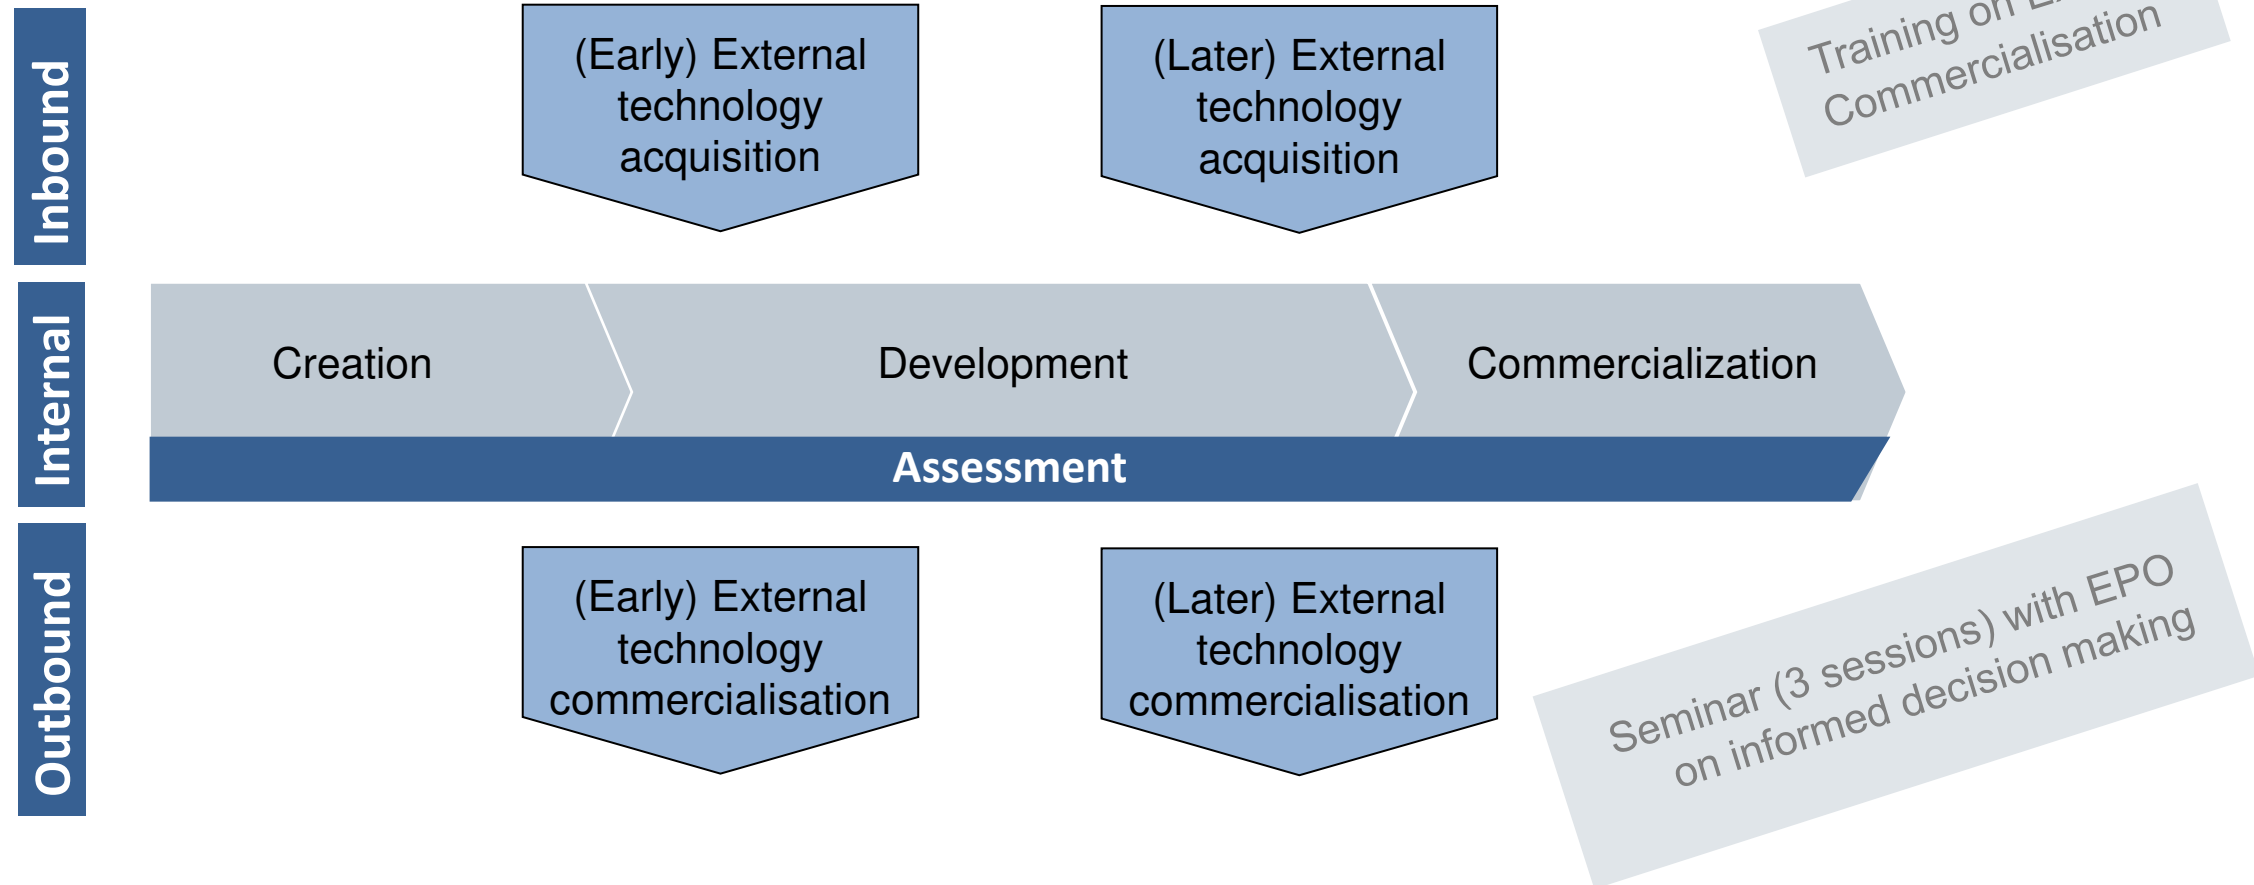 Inbound
(Early) External
technology
acquisition
(Later) External
technology
acquisition
Training on
Commercialisation
Internal
Creation
Development
Commercialization
Assessment
Outbound
(Early) External
technology
commercialisation
(Later) External
technology
commercialisation
Seminar (3 sessions) with EPO
on informed decision making